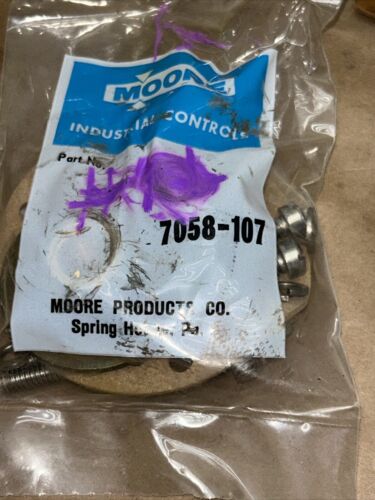 MOORE
INDUSTRIAL CONTROLS
Part No.
7058-107
MOORE PRODUCTS CO.
Spring House, Pa.